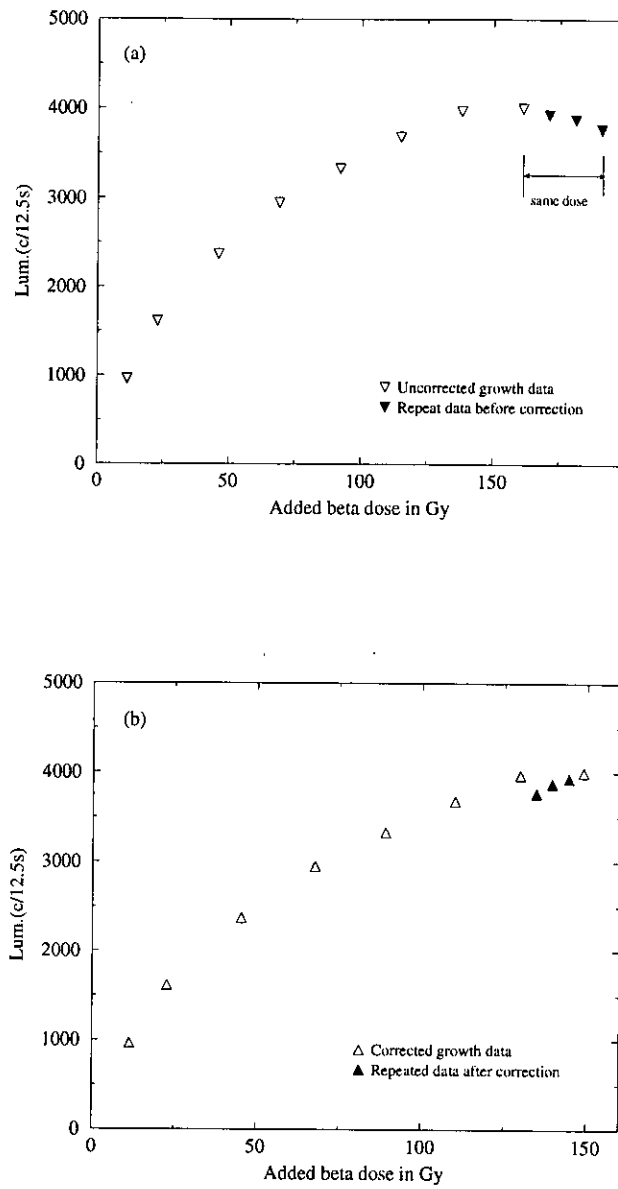 5000
(a)
4000
3000
2000
1000
0
Lum.(c/12.5s)
same dose
Uncorrected growth data
Repeat data before correction
0 50 100 150
Added beta dose in Gy
5000
(b)
4000
3000
2000
1000
0
Lum.(c/12.5s)
Corrected growth data
Repeated data after correction
0 50 100 150
Added beta dose in Gy